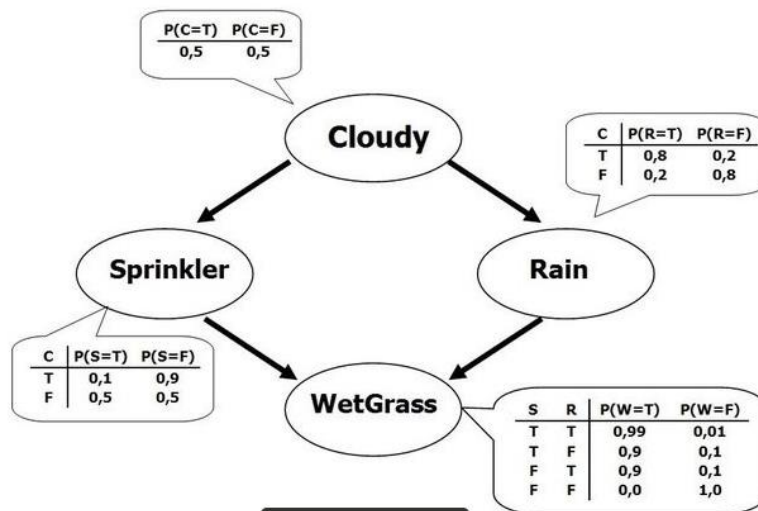 P(C=T) P(C=F)
0,5 0,5
Cloudy
C P(R=T) P(R=F)
T 0,8 0,2
F 0,2 0,8
Sprinkler
Rain
C P(S=T) P(S=F)
T 0,1 0,9
F 0,5 0,5
WetGrass
S R P(W=T) P(W=F)
T T 0,99 0,01
T F 0,9 0,1
F T 0,9 0,1
F F 0,0 1,0